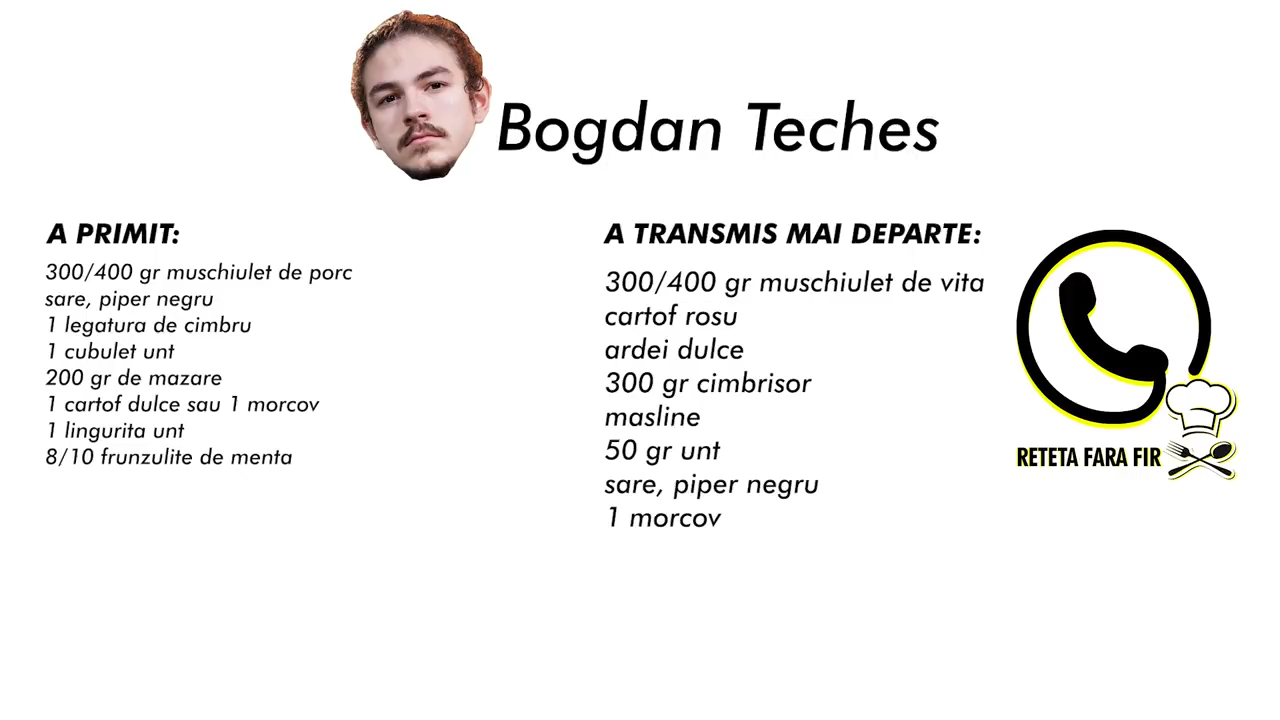 Bogdan Teches
A PRIMIT:
300/400 gr muschiulet de porc
sare, piper negru
1 legatura de cimbru
1 cubulet unt
200 gr de mazare
1 cartof dulce sau 1 morcov
1 lingurita unt
8/10 frunzulite de menta
A TRANSMIS MAI DEPARTE:
300/400 gr muschiulet de vita
cartof rosu
ardei dulce
300 gr cimbrisor
masline
50 gr unt
sare, piper negru
1 morcov
RETETA FARA FIR